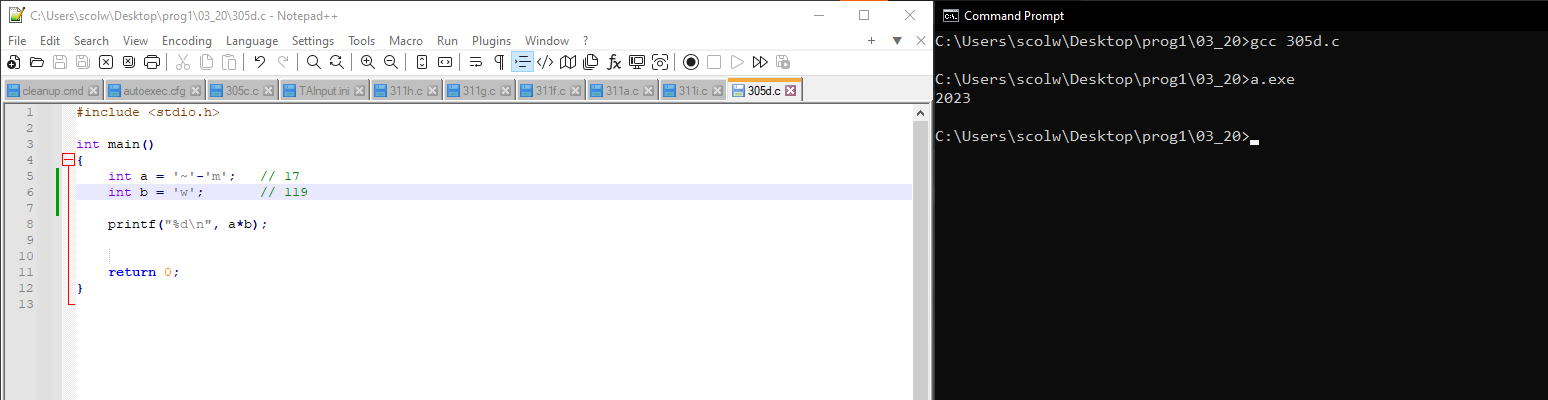 C:\Users\scolw\Desktop\prog1\03_20\305d.c - Notepad++
File Edit Search View Encoding Language Settings Tools Macro Run Plugins Window ?
cleanup.cmd autoexec.cfg 305c.c TAInput.ini 311h.c 311g.c 311f.c 311a.c 311i.c 305d.c
1 #include <stdio.h>
2
3 int main()
4 {
5 int a = '~'-'m'; // 17
6 int b = 'w'; // 119
7
8 printf("%d\n", a*b);
9
10
11 return 0;
12 }
13
Command Prompt
C:\Users\scolw\Desktop\prog1\03_20>gcc 305d.c
C:\Users\scolw\Desktop\prog1\03_20>a.exe
2023
C:\Users\scolw\Desktop\prog1\03_20>